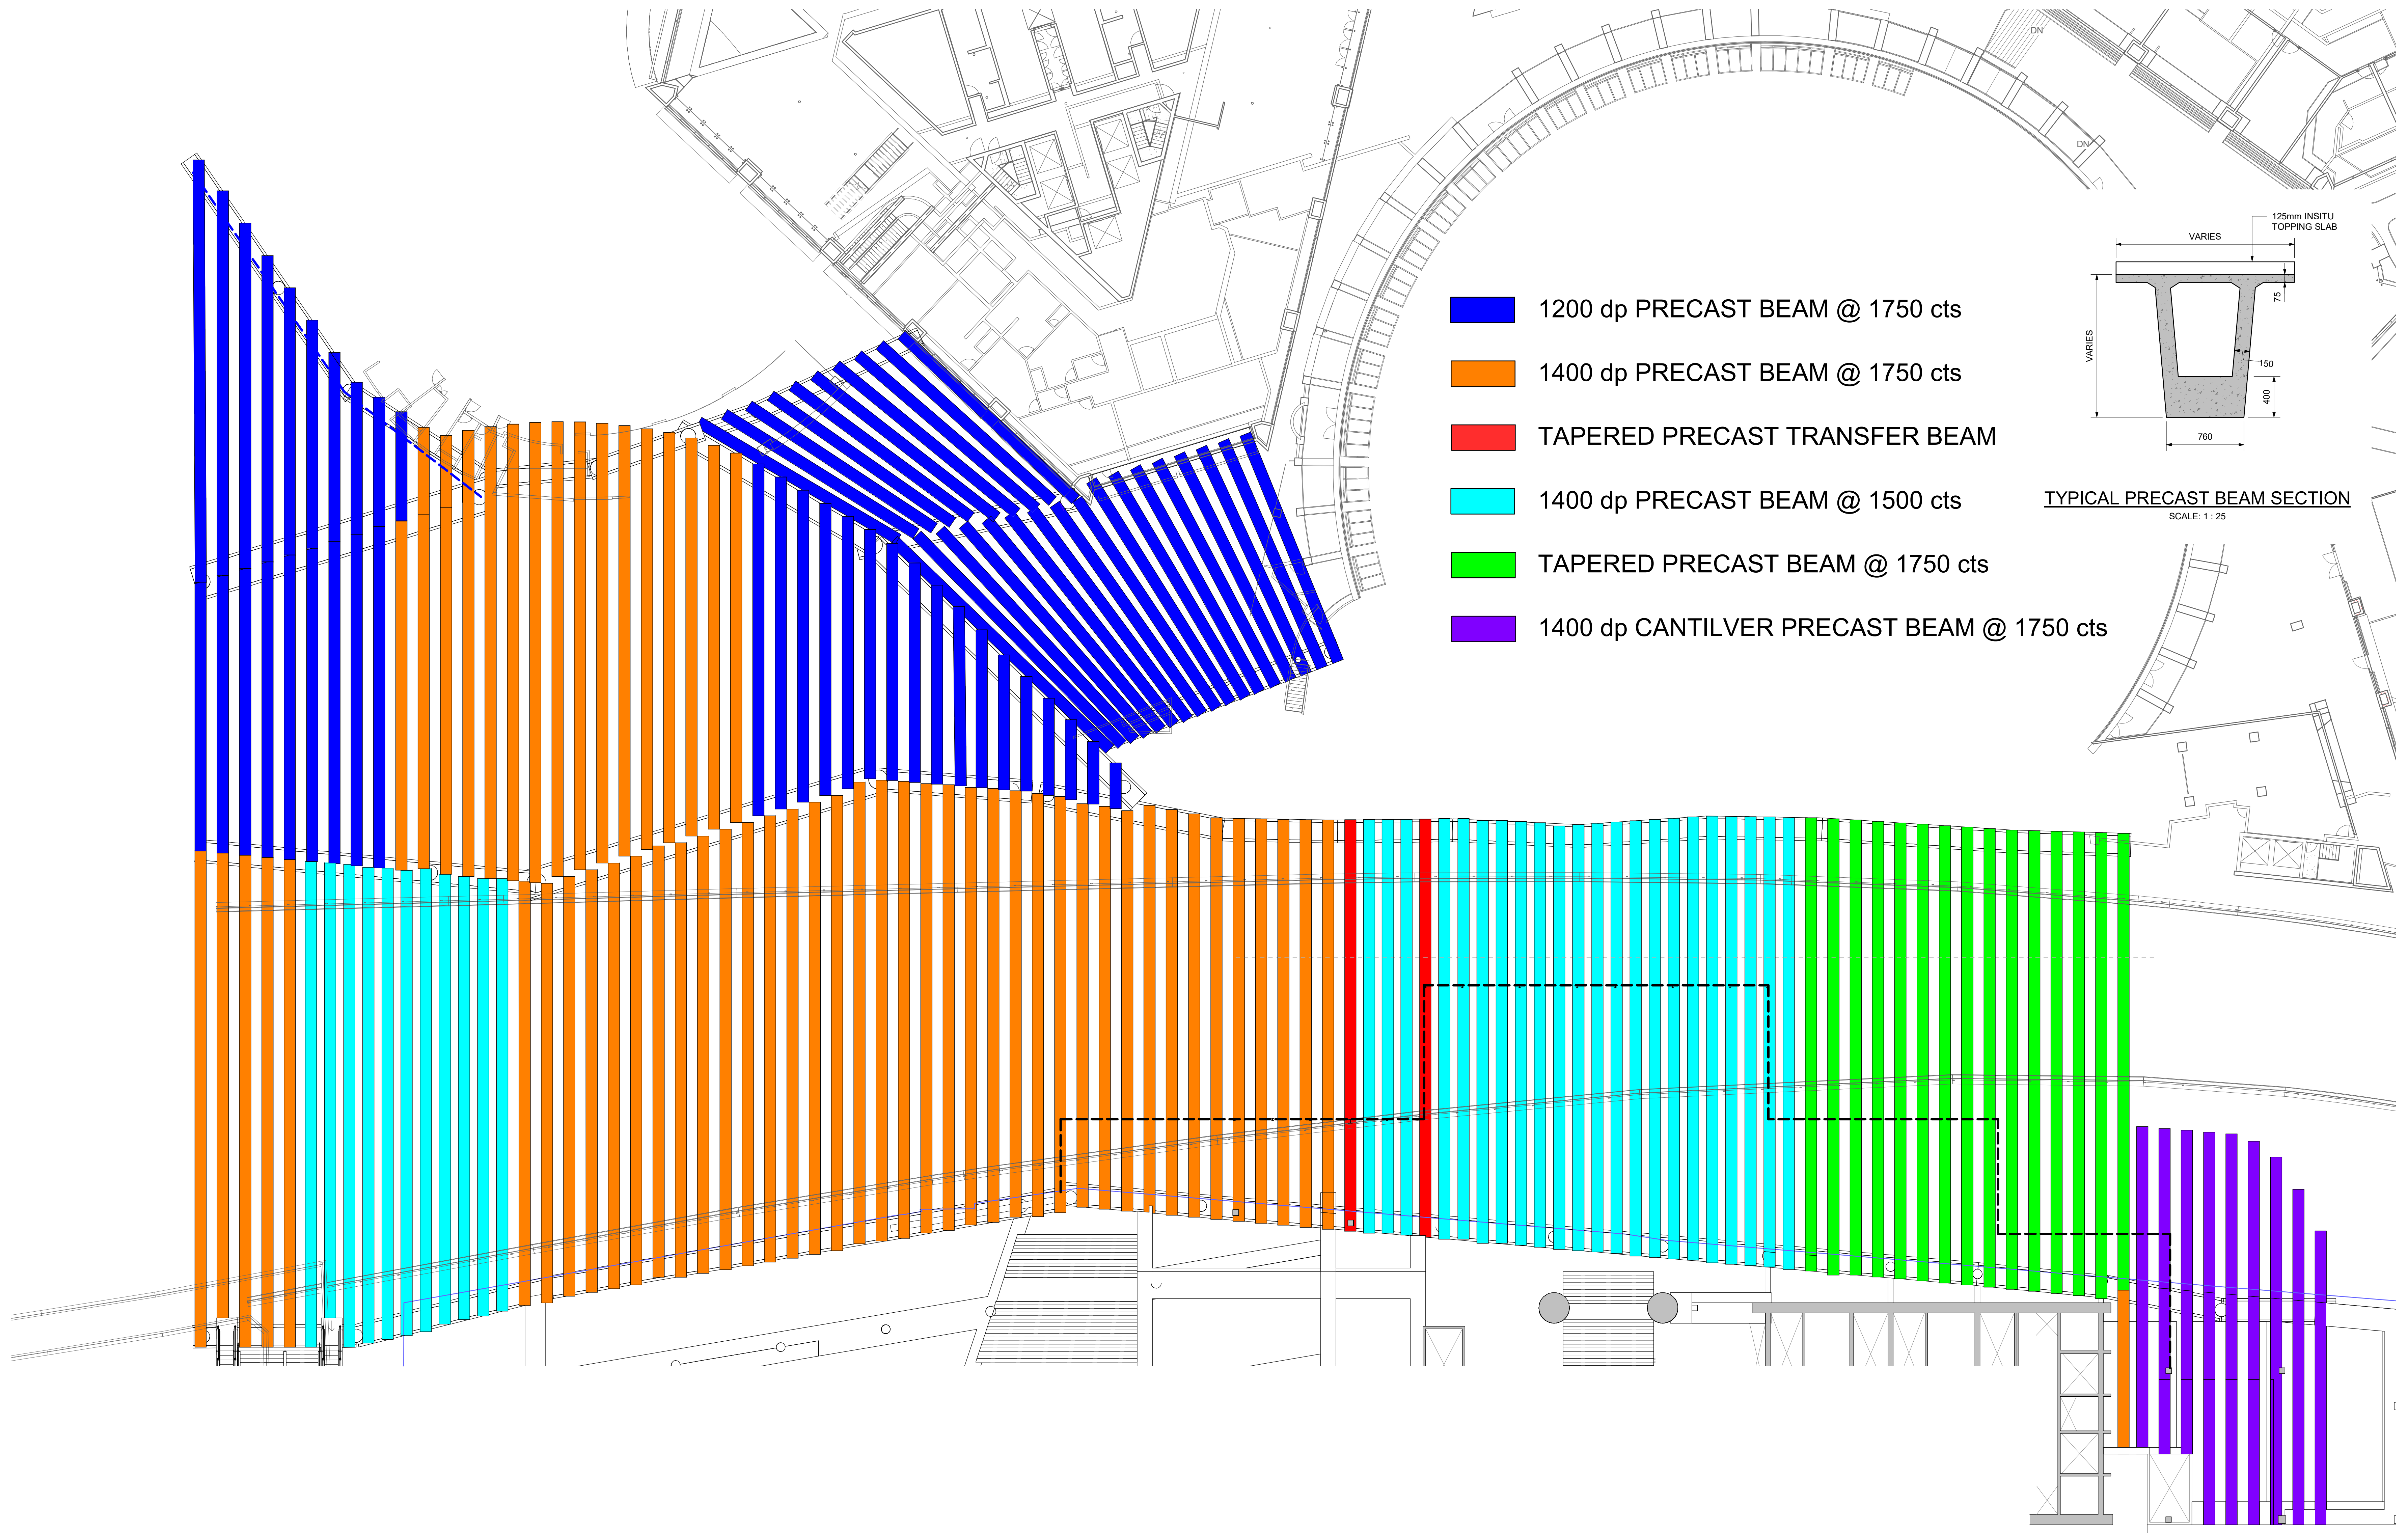 DN
DN
125mm INSITU
TOPPING SLAB
VARIES
75
VARIES
150
400
760
TYPICAL PRECAST BEAM SECTION
SCALE: 1 : 25
1200 dp PRECAST BEAM @ 1750 cts
1400 dp PRECAST BEAM @ 1750 cts
TAPERED PRECAST TRANSFER BEAM
1400 dp PRECAST BEAM @ 1500 cts
TAPERED PRECAST BEAM @ 1750 cts
1400 dp CANTILVER PRECAST BEAM @ 1750 cts